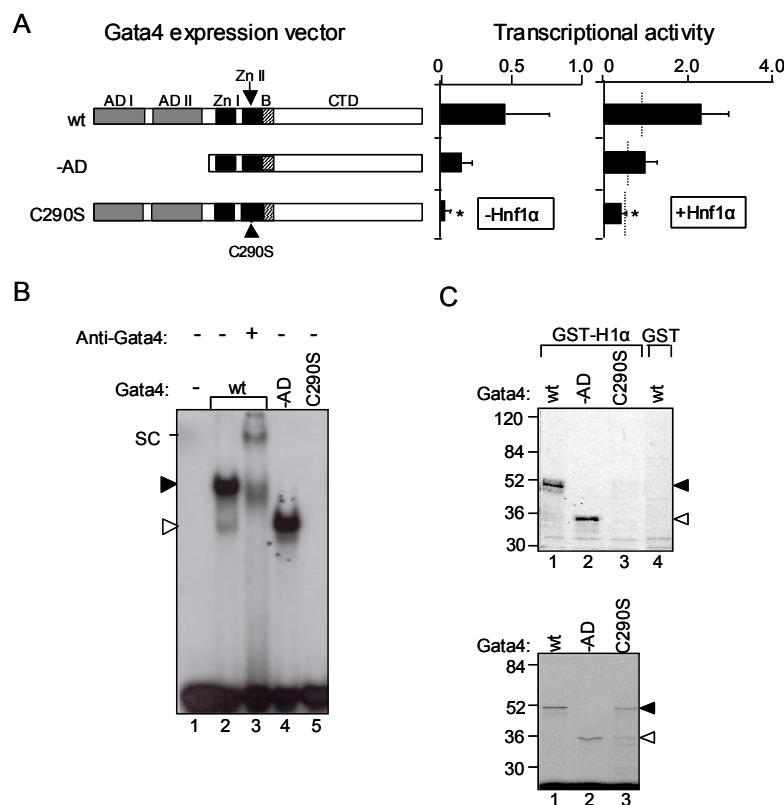 A
Gata4 expression vector
Transcriptional activity
Zn II
0 0.5 1.0 0 2.0 4.0
AD I AD II Zn I B CTD
wt
-AD
C290S
* -Hnf1α * +Hnf1α
C290S
B
Anti-Gata4: - - + - -
Gata4: - wt -AD C290S
SC
1 2 3 4 5
C
GST-H1α GST
Gata4: wt -AD C290S wt
120
84
52
36
30
1 2 3 4
Gata4: wt -AD C290S
84
52
36
30
1 2 3